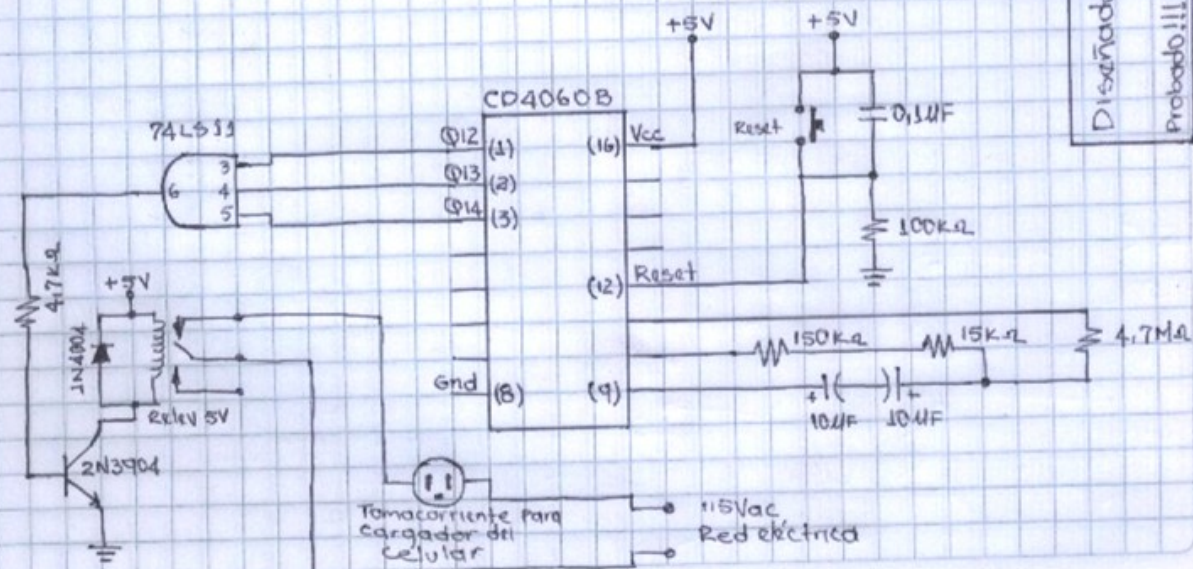 +5V
+5V
Diseñad
Probado!!!
CD4060B
74LS11
Q12
(1)
(16)
Vcc
Reset
0,1uF
3
Q13
(2)
6
4
Q14
(3)
5
100KΩ
4,7KΩ
+5V
(12)
Reset
1N4004
150KΩ
15KΩ
4,7MΩ
Gnd
(8)
(9)
+
+
10uF
10uF
Relev 5V
2N3904
Tomacorriente para
cargador del
celular
115Vac
Red eléctrica